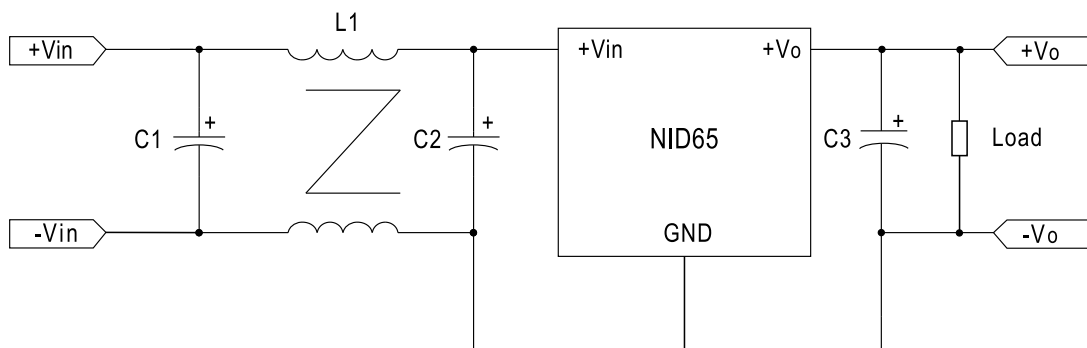 L1
+Vin
+Vin
+Vo
+Vo
C1
+
C2
+
NID65
C3
+
Load
-Vin
GND
-Vo